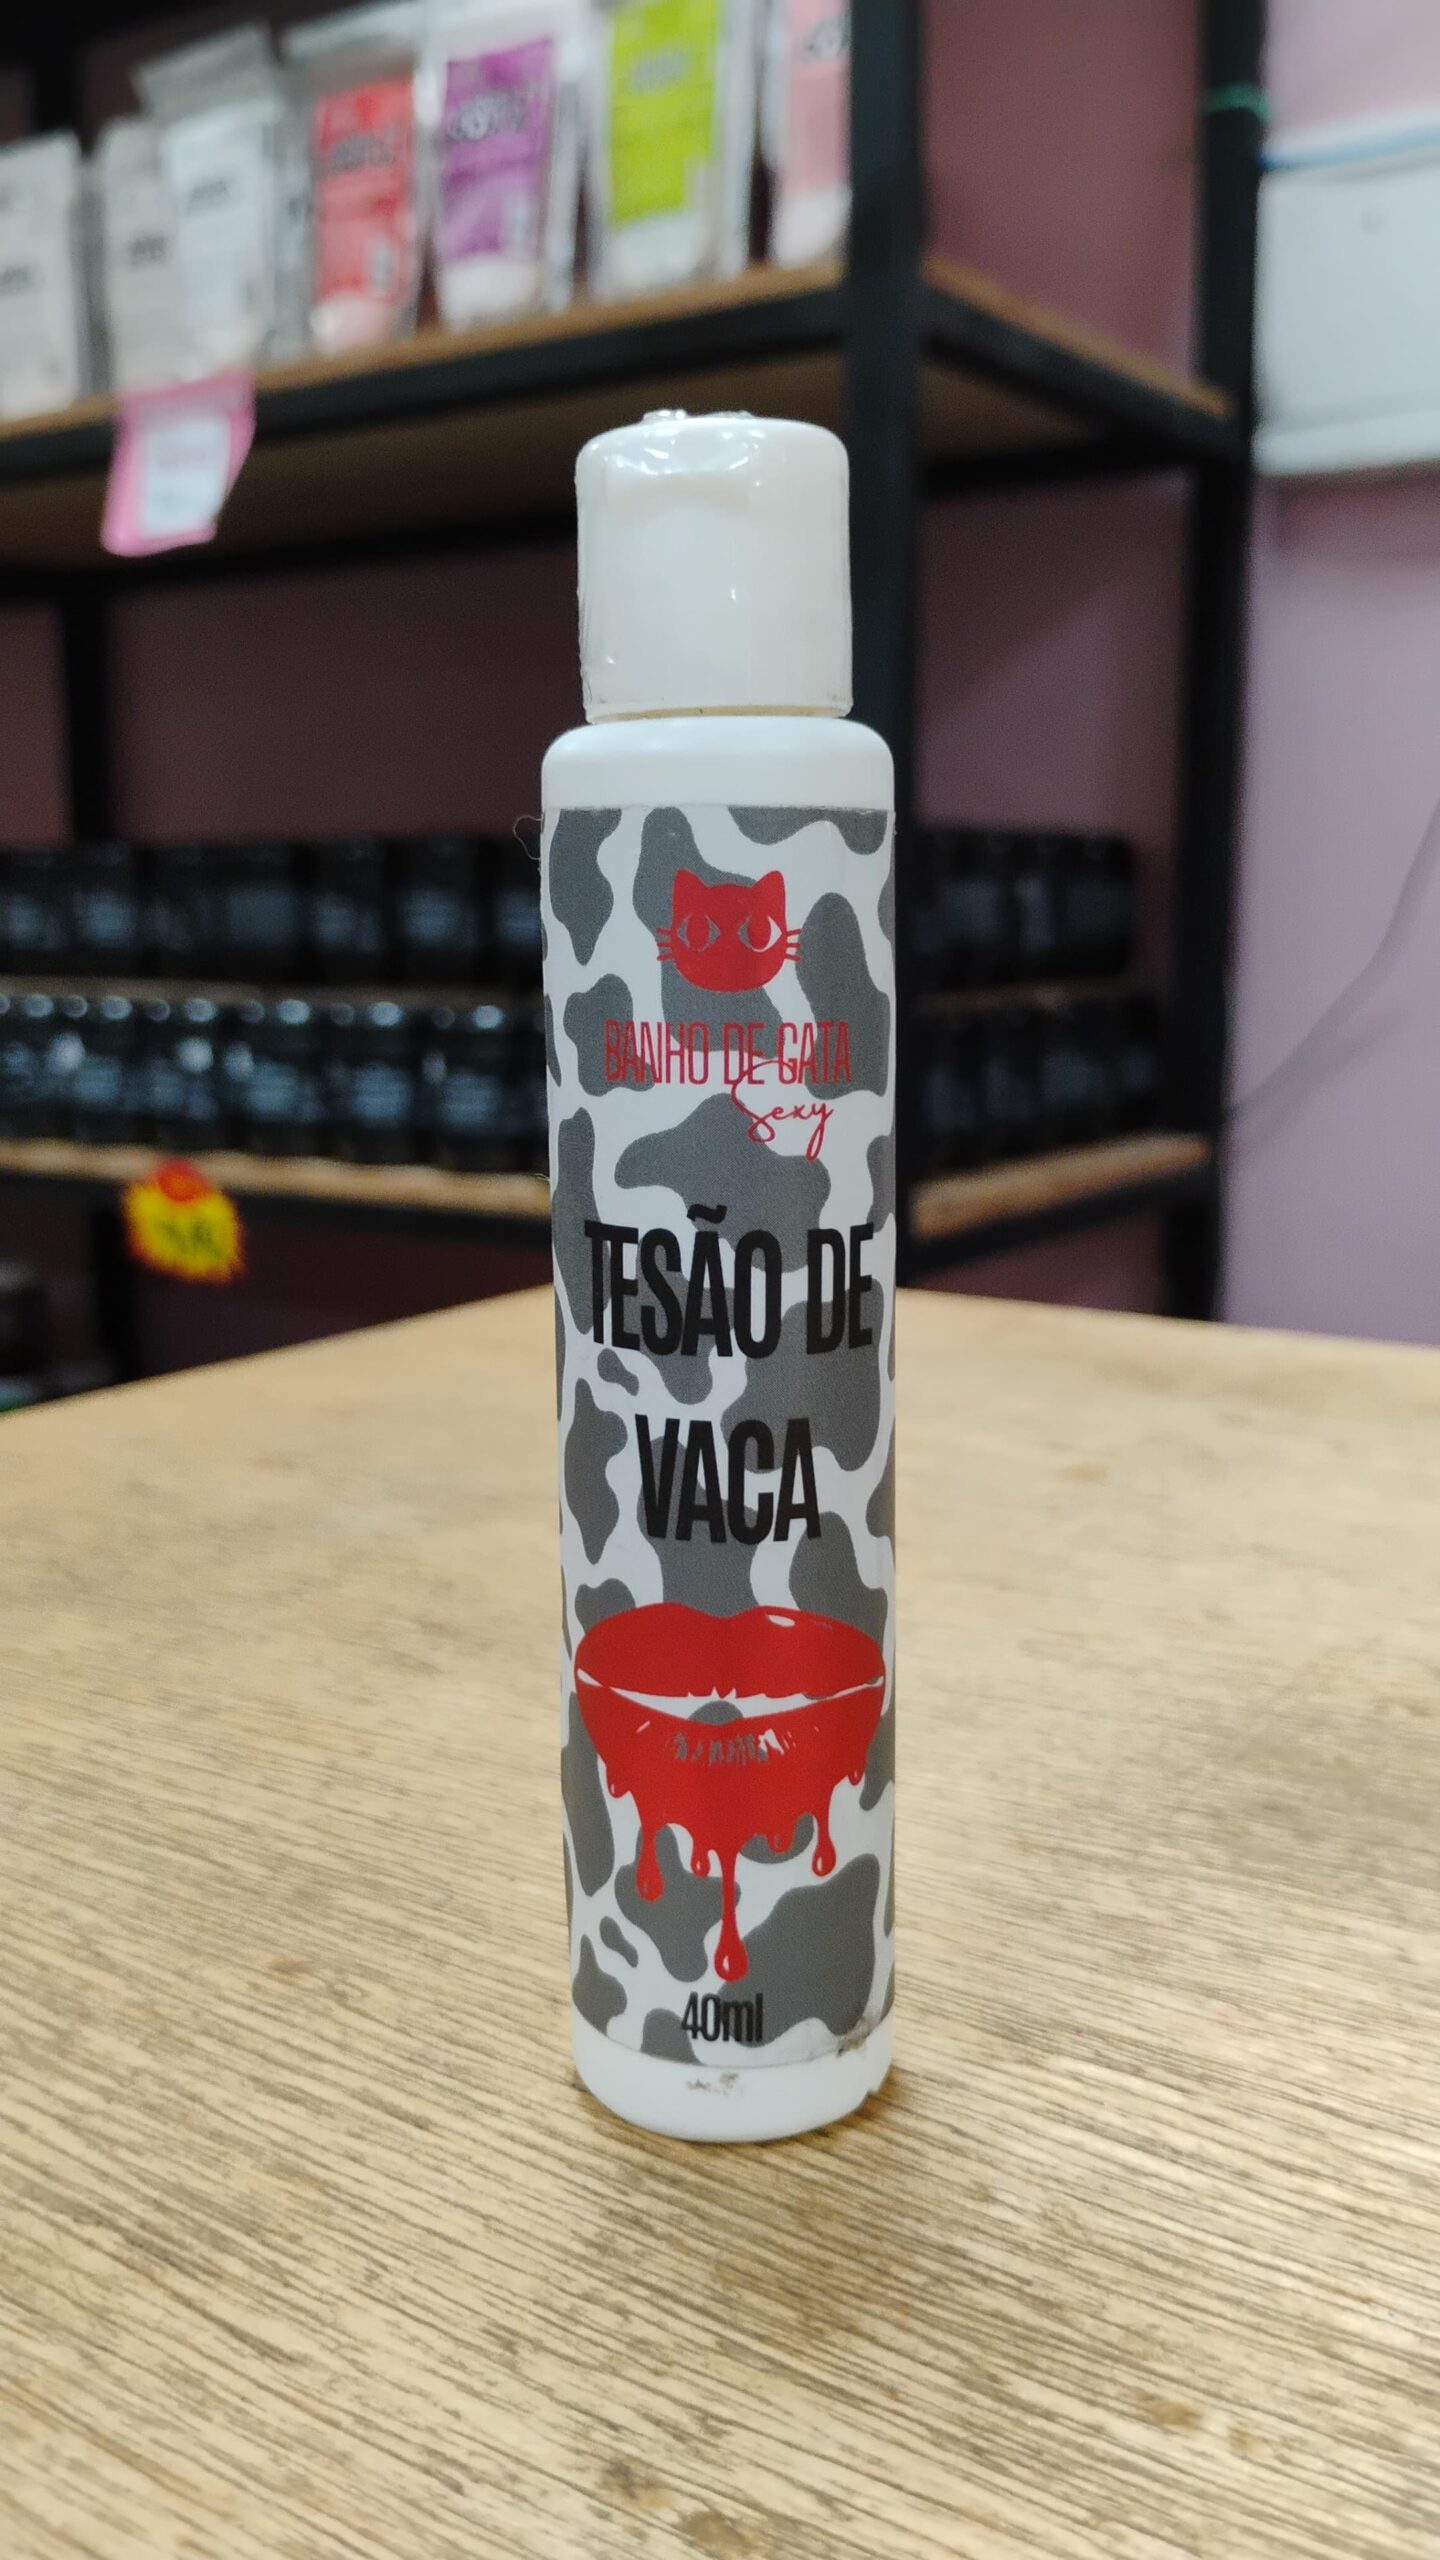 BANHO DE GATA
Sexy
TESÃO DE
VACA
40ml